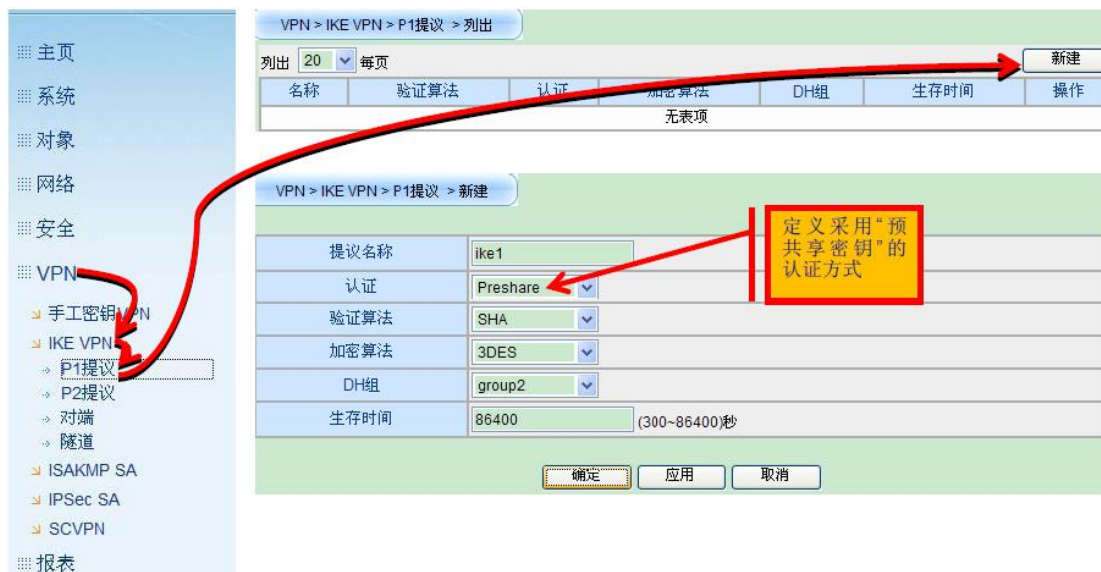 主页
系统
对象
网络
安全
VPN
手工密钥VPN
IKE VPN
P1提议
P2提议
对端
隧道
ISAKMP SA
IPSec SA
SCVPN
报表
VPN > IKE VPN > P1提议 > 列出
列出 20 每页 新建
名称 验证算法 认证 加密算法 DH组 生存时间 操作
无表项
VPN > IKE VPN > P1提议 > 新建
提议名称 ike1
认证 Preshare
验证算法 SHA
加密算法 3DES
DH组 group2
生存时间 86400 (300~86400)秒
确定 应用 取消
定义采用“预
共享密钥”的
认证方式